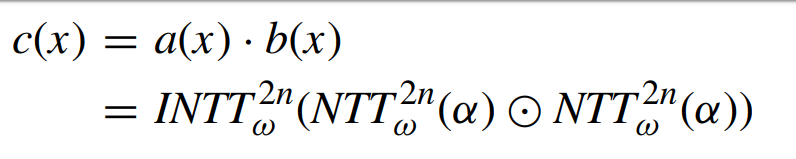 c(x) = a(x) · b(x)
= INTT_ω^{2n}(NTT_ω^{2n}(α) ⊙ NTT_ω^{2n}(α))